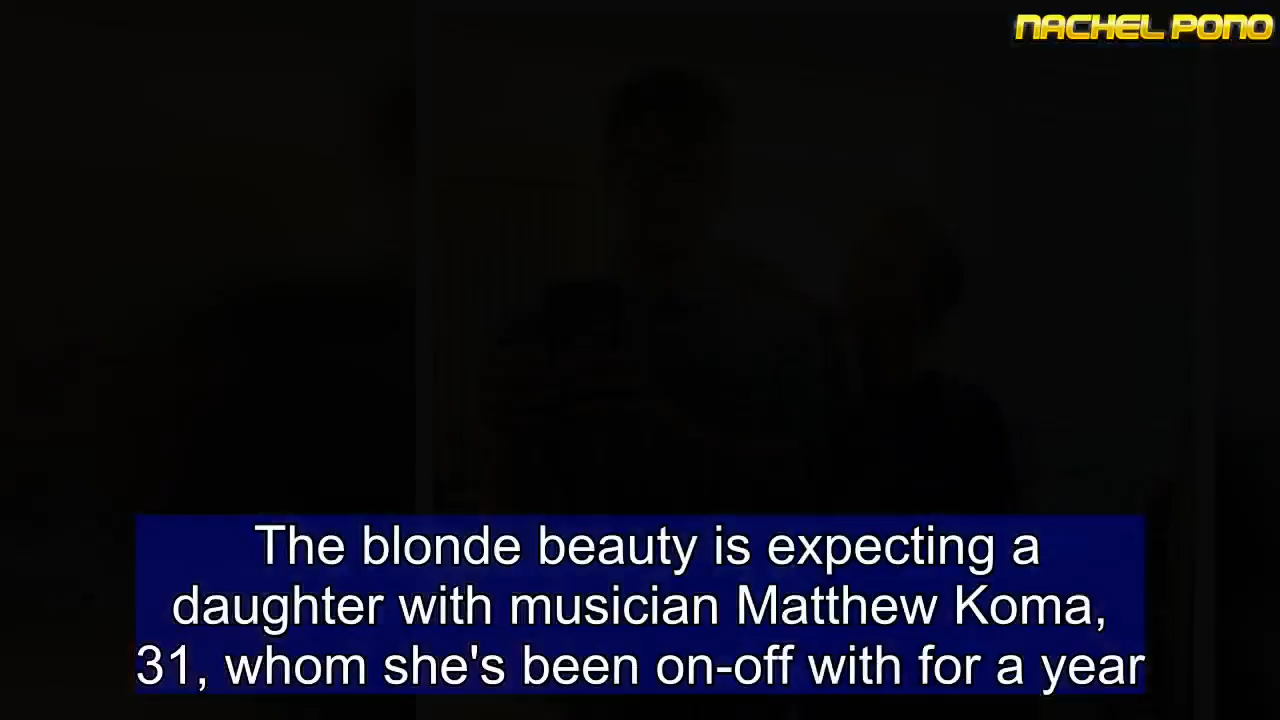 NACHEL PONO
The blonde beauty is expecting a
daughter with musician Matthew Koma,
31, whom she's been on-off with for a year